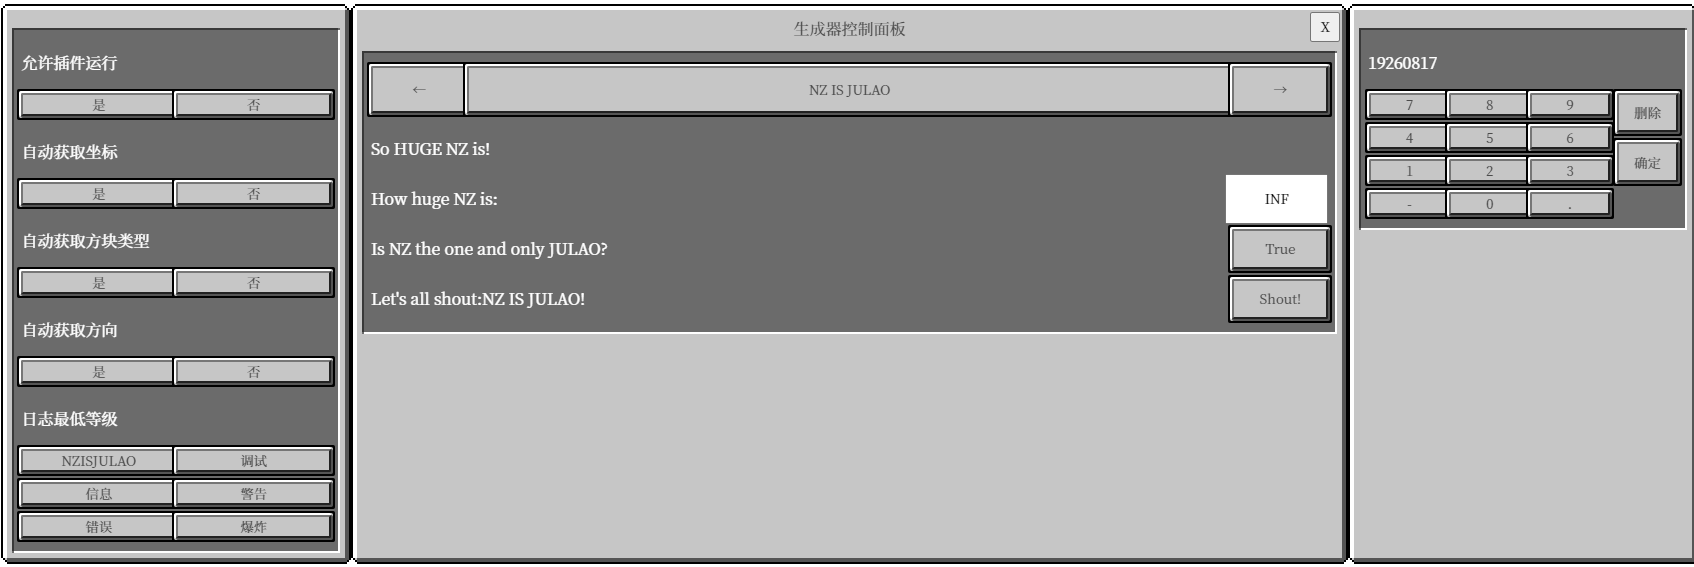 允许插件运行
是 否
自动获取坐标
是 否
自动获取方块类型
是 否
自动获取方向
是 否
日志最低等级
NZISJULAO 调试
信息 警告
错误 爆炸
生成器控制面板 X
← NZ IS JULAO →
So HUGE NZ is!
How huge NZ is: INF
Is NZ the one and only JULAO? True
Let's all shout:NZ IS JULAO! Shout!
19260817
7 8 9 删除
4 5 6
1 2 3 确定
- 0 .